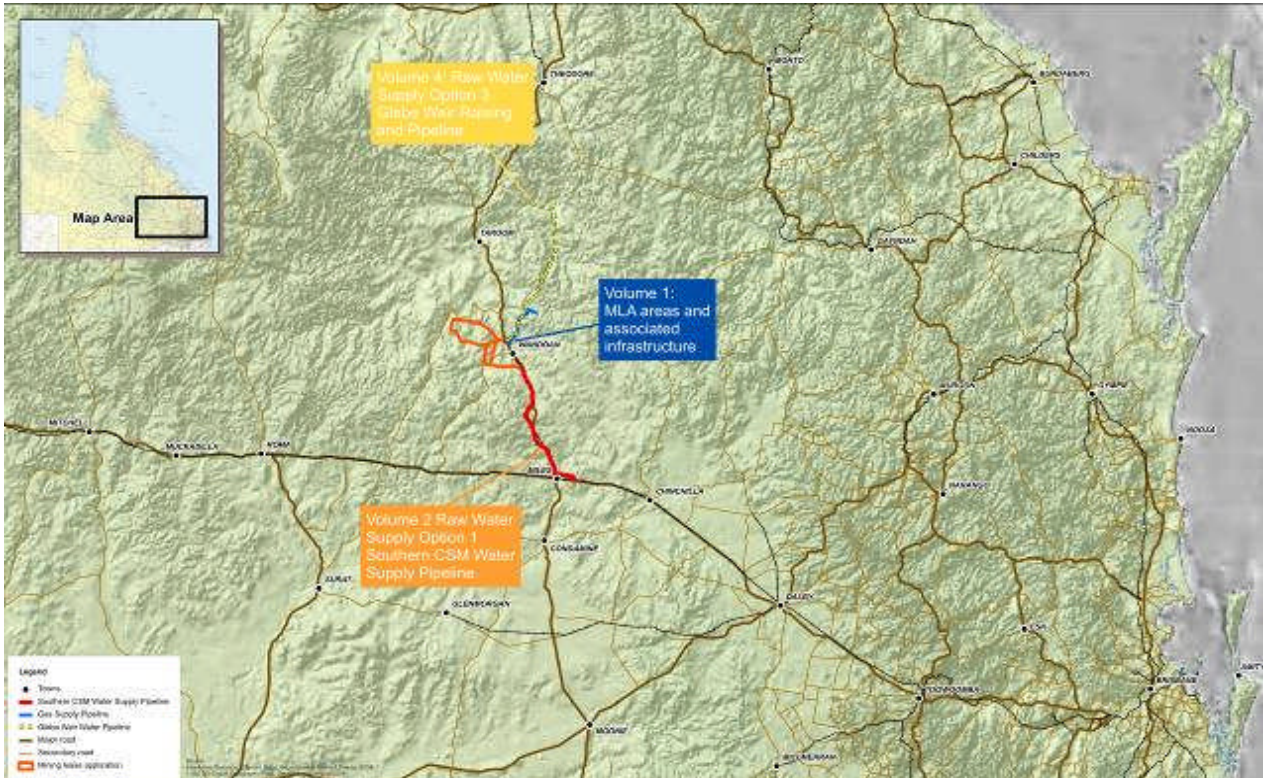 Map Area
Volume 4: Raw Water
Supply Option 3
Glebe Weir Raising
and Pipeline
Volume 1:
MLA areas and
associated
infrastructure
Volume 2 Raw Water
Supply Option 1
Southern CSM Water
Supply Pipeline
THEODORE
MONTO
BUNDABERG
CHILDERS
TAROOM
GAYNDAH
WANDOAN
MURGON
GYMPIE
NOOSA
MITCHELL
MUCKADILLA
ROMA
MILES
CHINCHILLA
NANANGO
CONDAMINE
SURAT
GLENMORGAN
DALBY
ESK
TOOWOOMBA
BRISBANE
MOONIE
Legend
Towns
Southern CSM Water Supply Pipeline
Gas Supply Pipeline
Glebe Weir Water Pipeline
Major road
Secondary road
Mining lease application